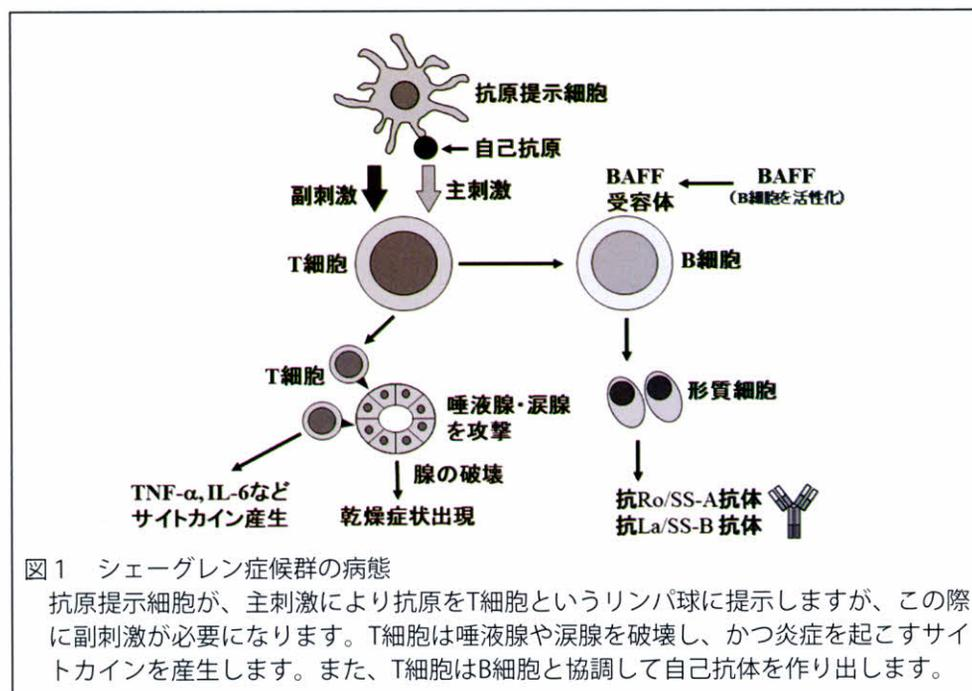 抗原提示細胞
自己抗原
副刺激
主刺激
BAFF
受容体
BAFF
(B細胞を活性化)
T細胞
B細胞
T細胞
唾液腺・涙腺
を攻撃
形質細胞
腺の破壊
TNF-α, IL-6など
サイトカイン産生
乾燥症状出現
抗Ro/SS-A抗体
抗La/SS-B 抗体
図1 シェーグレン症候群の病態
抗原提示細胞が、主刺激により抗原をT細胞というリンパ球に提示しますが、この際
に副刺激が必要になります。T細胞は唾液腺や涙腺を破壊し、かつ炎症を起こすサイ
トカインを産生します。また、T細胞はB細胞と協調して自己抗体を作り出します。